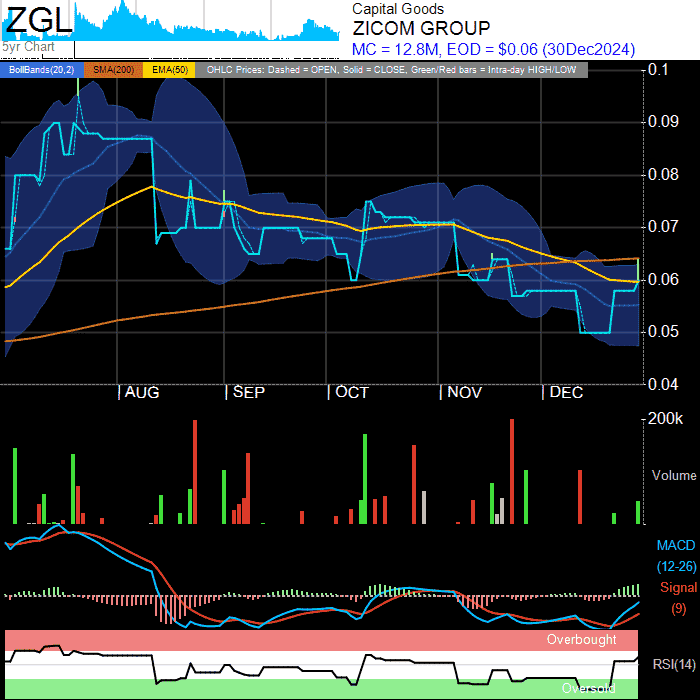 ZGL
5yr Chart
Capital Goods
ZICOM GROUP
MC = 12.8M, EOD = $0.06 (30Dec2024)
BollBands(20,2) SMA(200) EMA(50) OHLC Prices: Dashed = OPEN, Solid = CLOSE, Green/Red bars = Intra-day HIGH/LOW
0.1
0.09
0.08
0.07
0.06
0.05
0.04
AUG SEP OCT NOV DEC
200k
Volume
MACD
(12-26)
Signal
(9)
Overbought
RSI(14)
Oversold